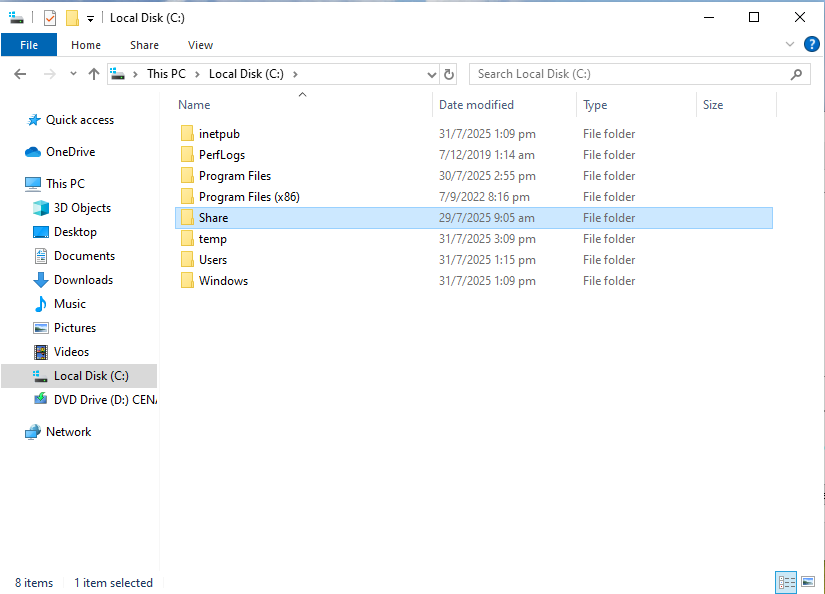 Local Disk (C:)
File Home Share View
This PC Local Disk (C:) Search Local Disk (C:)
Name Date modified Type Size
Quick access
OneDrive
This PC
3D Objects
Desktop
Documents
Downloads
Music
Pictures
Videos
Local Disk (C:)
DVD Drive (D:) CENA
Network
inetpub 31/7/2025 1:09 pm File folder
PerfLogs 7/12/2019 1:14 am File folder
Program Files 30/7/2025 2:55 pm File folder
Program Files (x86) 7/9/2022 8:16 pm File folder
Share 29/7/2025 9:05 am File folder
temp 31/7/2025 3:09 pm File folder
Users 31/7/2025 1:15 pm File folder
Windows 31/7/2025 1:09 pm File folder
8 items 1 item selected